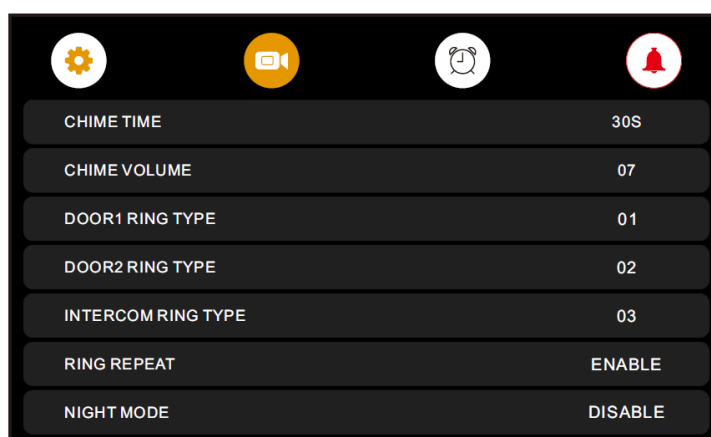 CHIME TIME 30S
CHIME VOLUME 07
DOOR1 RING TYPE 01
DOOR2 RING TYPE 02
INTERCOM RING TYPE 03
RING REPEAT ENABLE
NIGHT MODE DISABLE